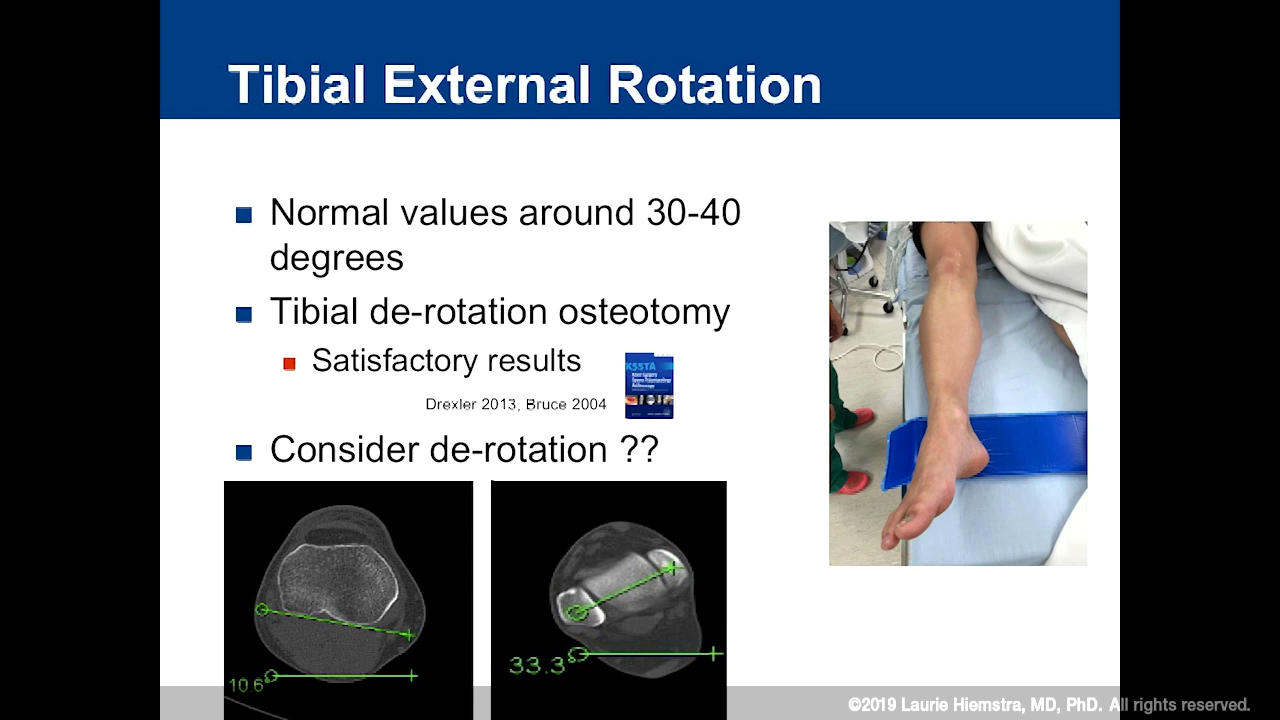 Tibial External Rotation
Normal values around 30-40
degrees
Tibial de-rotation osteotomy
Satisfactory results
KSSTA
Drexler 2013, Bruce 2004
Consider de-rotation ??
10.6°
33.3°
©2019 Laurie Hiemstra, MD, PhD. All rights reserved.